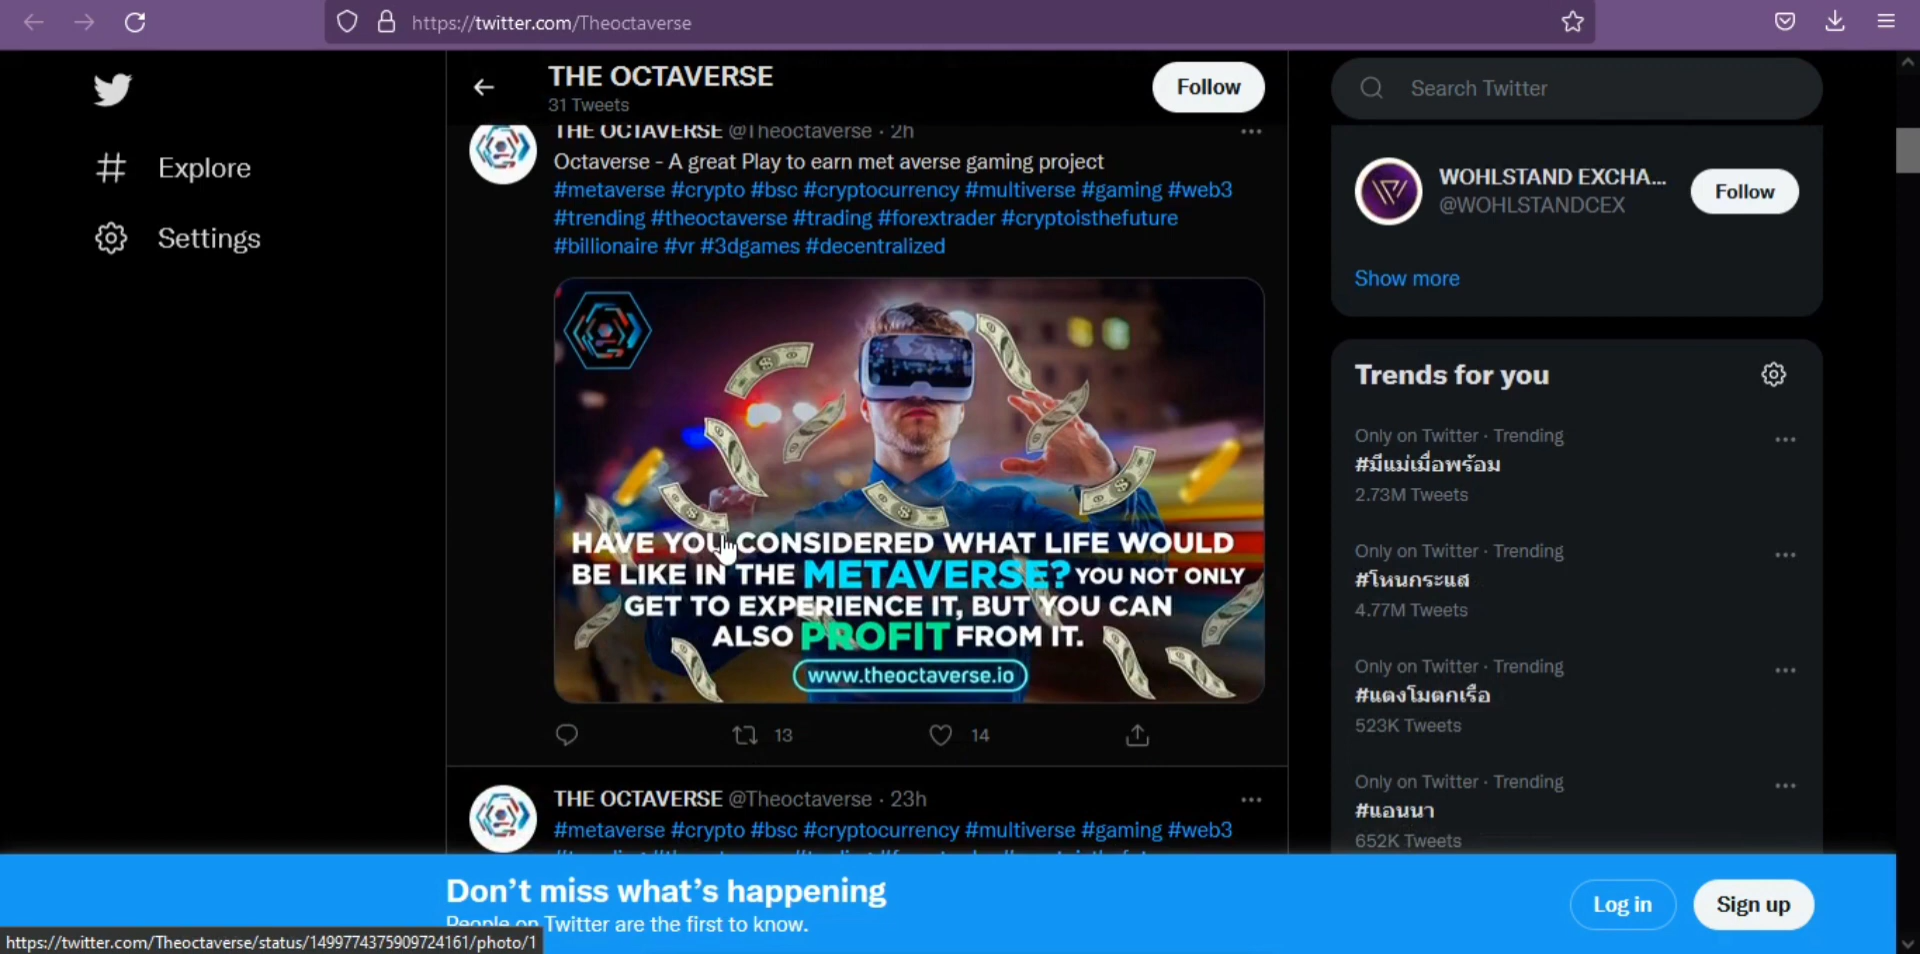 https://twitter.com/Theoctaverse
THE OCTAVERSE
31 Tweets
Follow
Search Twitter
Explore
Settings
THE OCTAVERSE @Theoctaverse · 2h
Octaverse - A great Play to earn met averse gaming project
#metaverse #crypto #bsc #cryptocurrency #multiverse #gaming #web3
#trending #theoctaverse #trading #forextrader #cryptoisthefuture
#billionaire #vr #3dgames #decentralized
HAVE YOU CONSIDERED WHAT LIFE WOULD
BE LIKE IN THE METAVERSE? YOU NOT ONLY
GET TO EXPERIENCE IT, BUT YOU CAN
ALSO PROFIT FROM IT.
www.theoctaverse.io
13
14
THE OCTAVERSE @Theoctaverse · 23h
#metaverse #crypto #bsc #cryptocurrency #multiverse #gaming #web3
WOHLSTAND EXCHA...
@WOHLSTANDCEX
Follow
Show more
Trends for you
Only on Twitter · Trending
#มีแม่เมื่อพร้อม
2.73M Tweets
Only on Twitter · Trending
#โหนกระแส
4.77M Tweets
Only on Twitter · Trending
#แตงโมตกเรือ
523K Tweets
Only on Twitter · Trending
#แอนนา
652K Tweets
Don't miss what's happening
People on Twitter are the first to know.
Log in
Sign up
https://twitter.com/Theoctaverse/status/1499774375909724161/photo/1